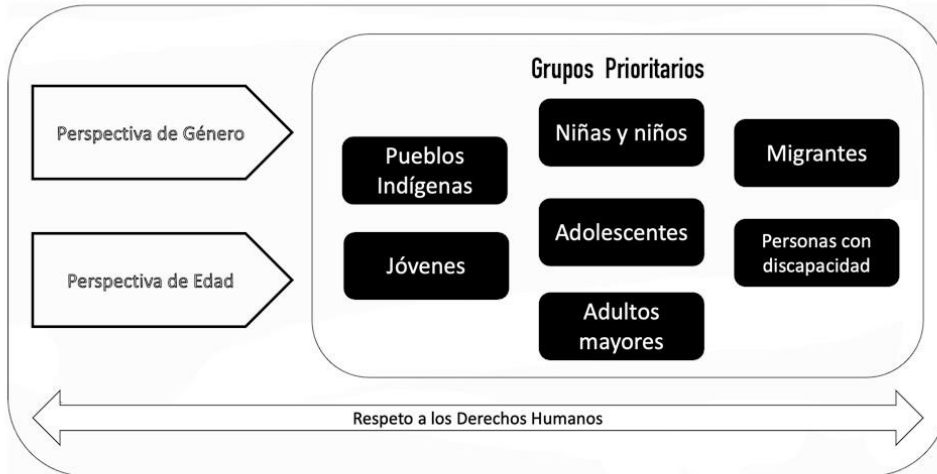 Grupos Prioritarios
Perspectiva de Género
Perspectiva de Edad
Pueblos
Indígenas
Jóvenes
Niñas y niños
Adolescentes
Adultos
mayores
Migrantes
Personas con
discapacidad
Respeto a los Derechos Humanos